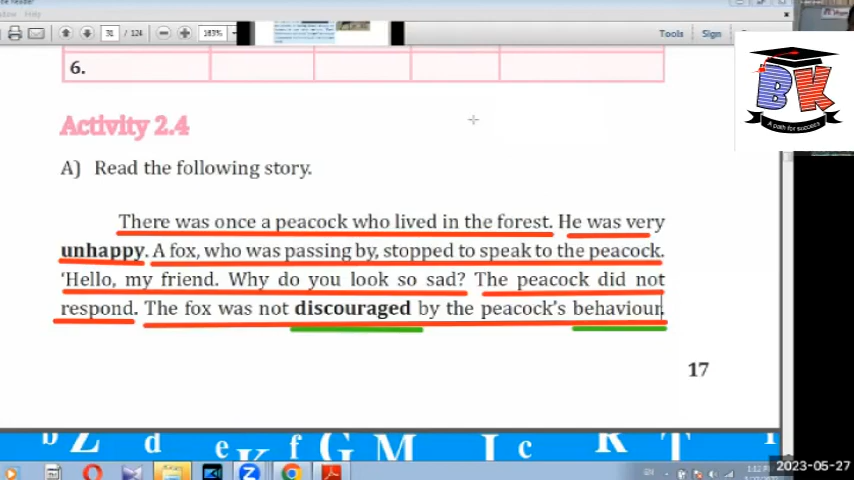 31 / 124
183%
Tools
Sign
6.
BK
A path for success
Activity 2.4
A) Read the following story.
There was once a peacock who lived in the forest. He was very
unhappy. A fox, who was passing by, stopped to speak to the peacock.
'Hello, my friend. Why do you look so sad? The peacock did not
respond. The fox was not discouraged by the peacock's behaviour.
17
b Z d e K f G M I c R T
2023-05-27